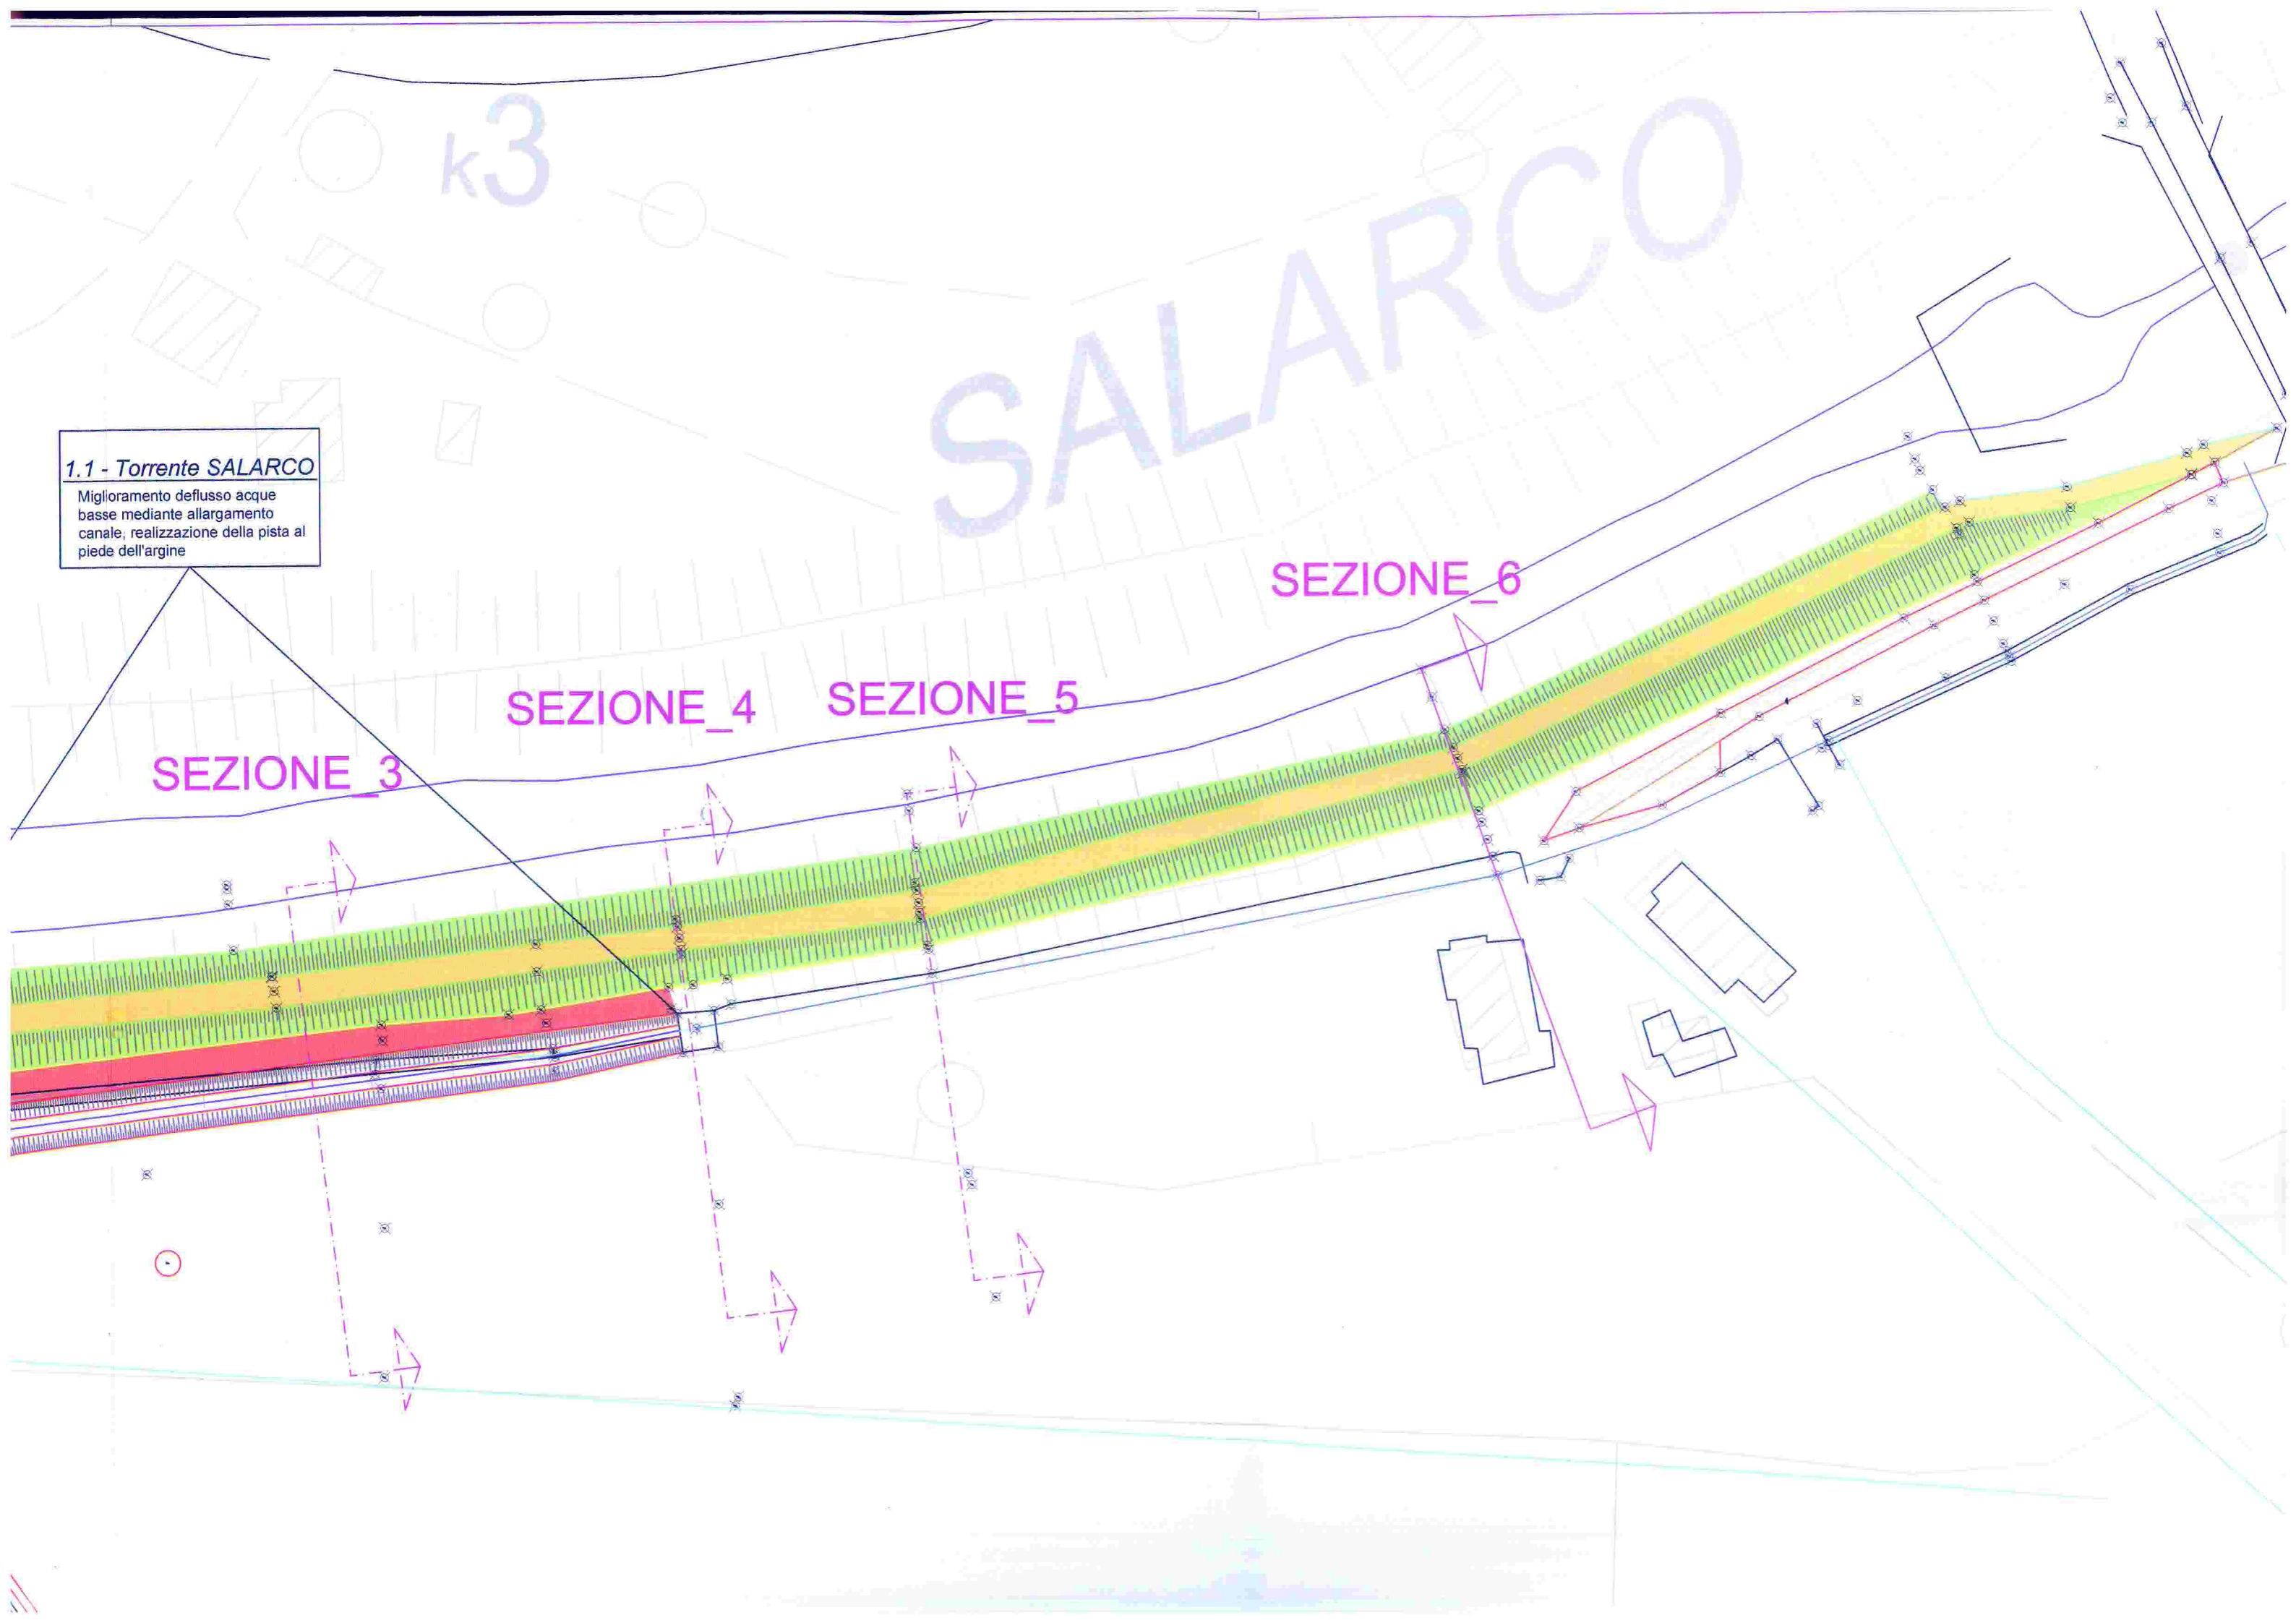 k3
SALARCO
1.1 - Torrente SALARCO
Miglioramento deflusso acque
basse mediante allargamento
canale, realizzazione della pista al
piede dell'argine
SEZIONE_6
SEZIONE_5
SEZIONE_4
SEZIONE_3